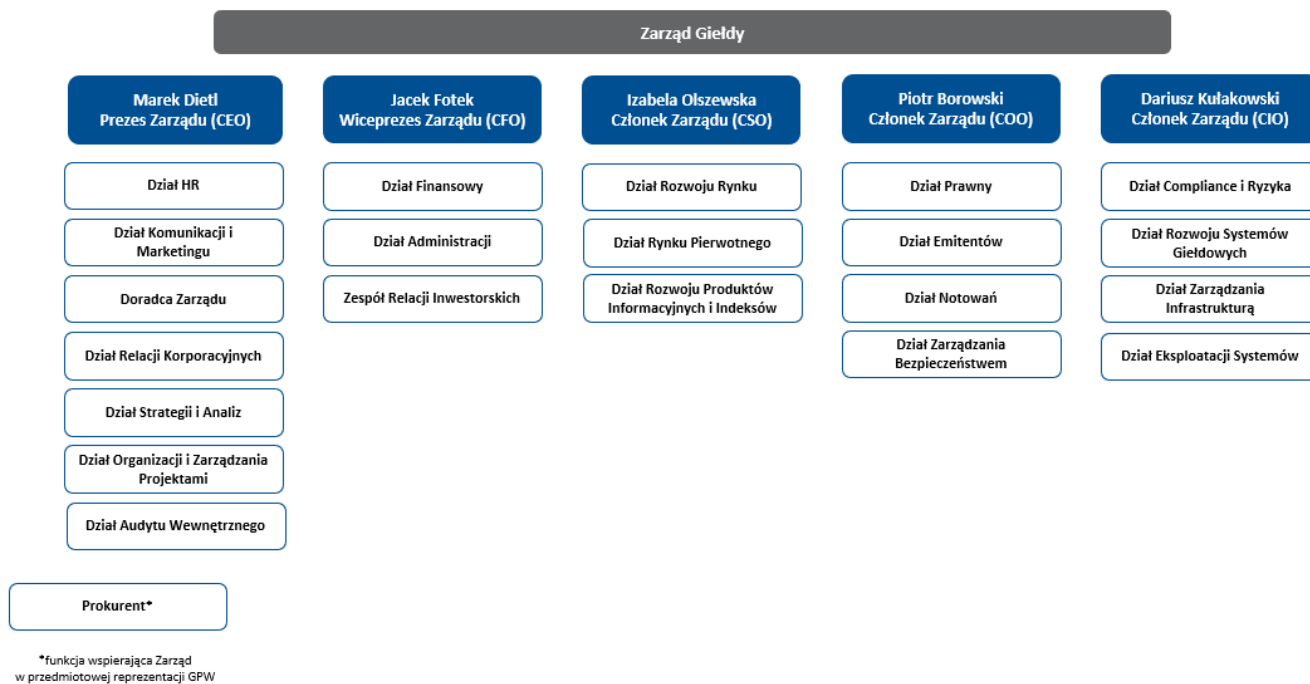 Zarząd Giełdy
Marek Dietl
Prezes Zarządu (CEO)
Dział HR
Dział Komunikacji i
Marketingu
Doradca Zarządu
Dział Relacji Korporacyjnych
Dział Strategii i Analiz
Dział Organizacji i Zarządzania
Projektami
Dział Audytu Wewnętrznego
Jacek Fotek
Wiceprezes Zarządu (CFO)
Dział Finansowy
Dział Administracji
Zespół Relacji Inwestorskich
Izabela Olszewska
Członek Zarządu (CSO)
Dział Rozwoju Rynku
Dział Rynku Pierwotnego
Dział Rozwoju Produktów
Informacyjnych i Indeksów
Piotr Borowski
Członek Zarządu (COO)
Dział Prawny
Dział Emitentów
Dział Notowań
Dział Zarządzania
Bezpieczeństwem
Dariusz Kułakowski
Członek Zarządu (CIO)
Dział Compliance i Ryzyka
Dział Rozwoju Systemów
Giełdowych
Dział Zarządzania
Infrastrukturą
Dział Eksploatacji Systemów
Prokurent*
*funkcja wspierająca Zarząd
w przedmiotowej reprezentacji GPW